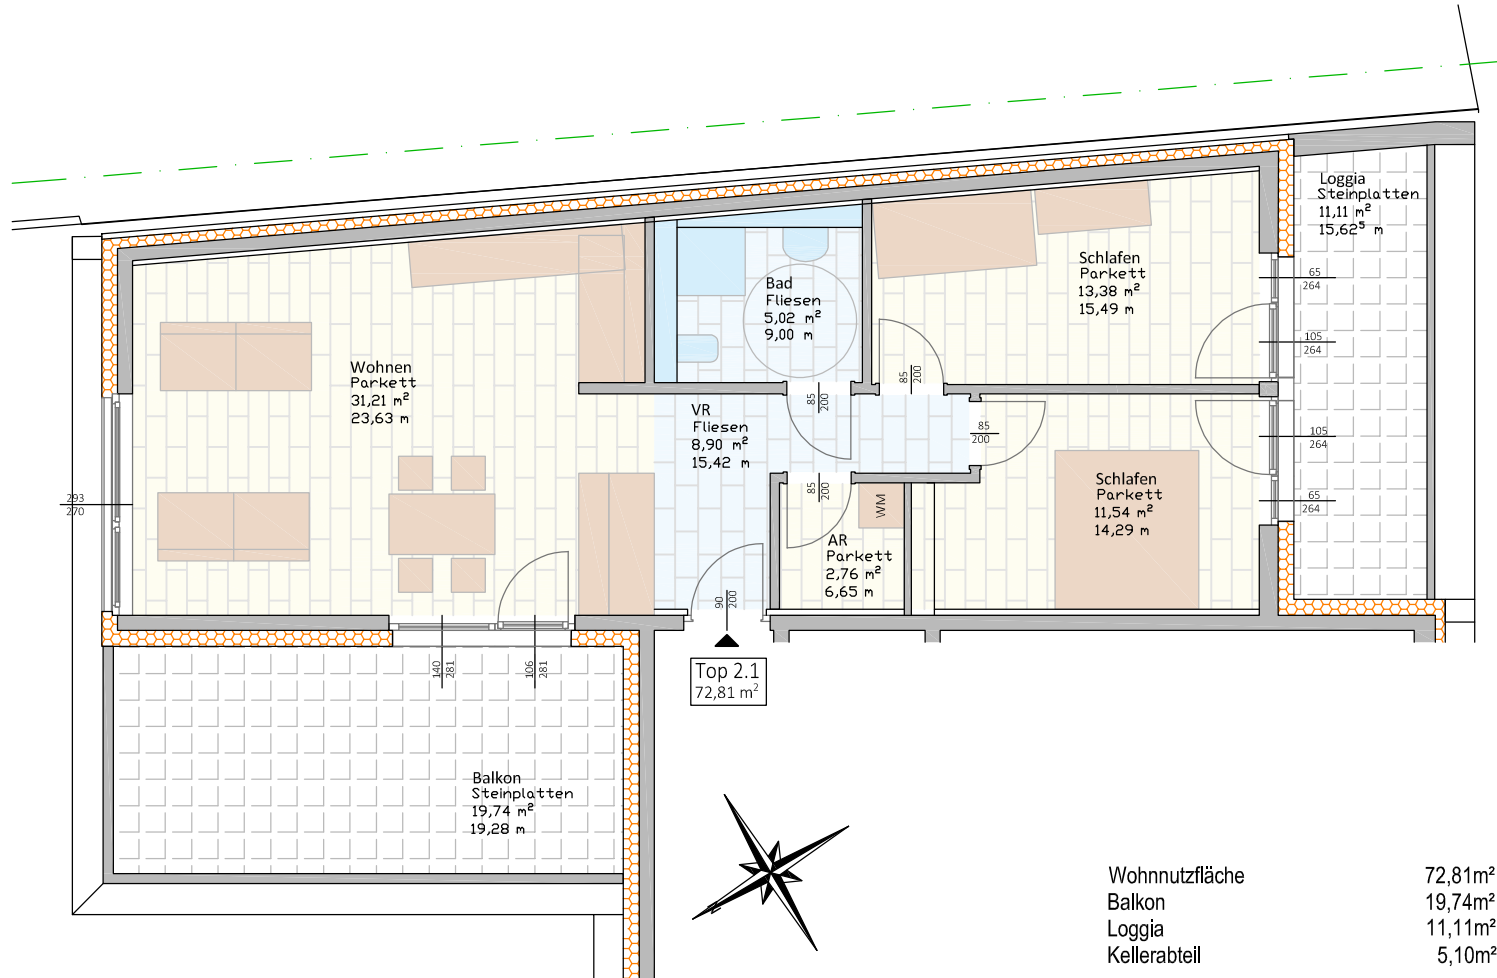 Loggia
Steinplatten
11,11 m²
15,62⁵ m
Schlafen
Parkett
13,38 m²
15,49 m
65
264
105
264
Bad
Fliesen
5,02 m²
9,00 m
Wohnen
Parkett
31,21 m²
23,63 m
VR
Fliesen
8,90 m²
15,42 m
85
200
85
200
85
200
85
200
105
264
65
264
Schlafen
Parkett
11,54 m²
14,29 m
WM
AR
Parkett
2,76 m²
6,65 m
293
270
90
200
140
281
106
281
Top 2.1
72,81 m²
Balkon
Steinplatten
19,74 m²
19,28 m
Wohnnutzfläche 72,81m²
Balkon 19,74m²
Loggia 11,11m²
Kellerabteil 5,10m²